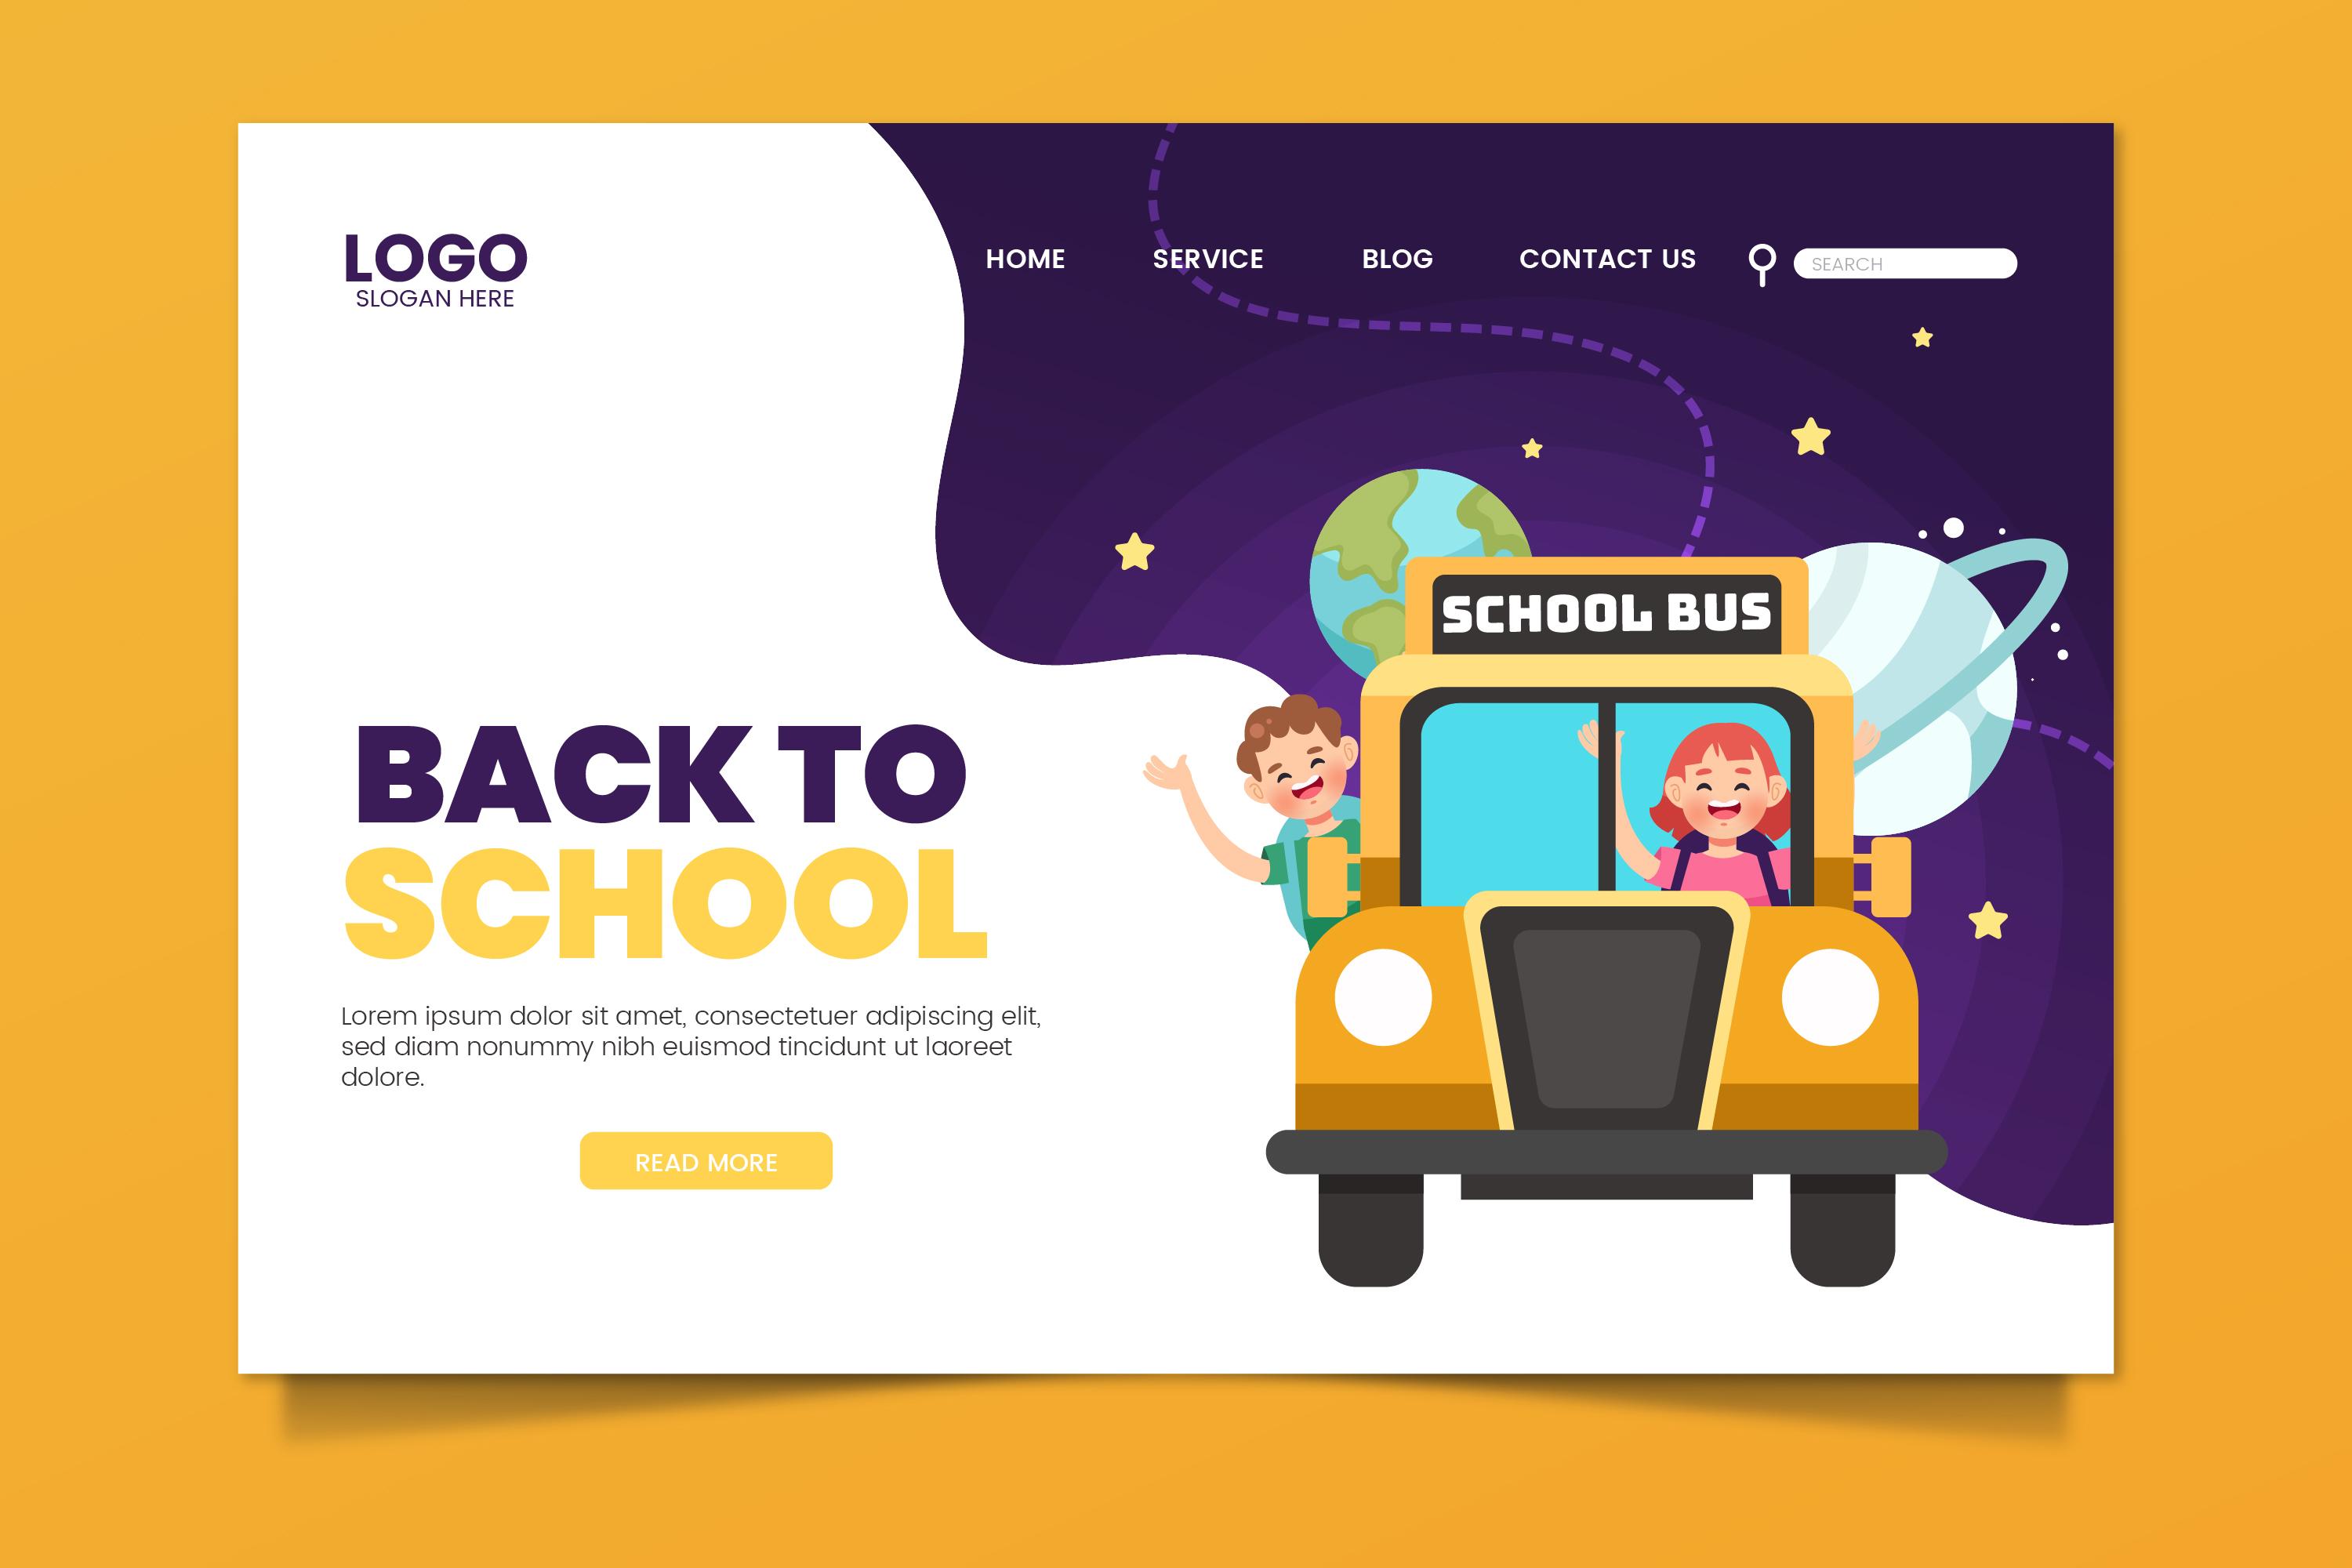 LOGO
SLOGAN HERE
HOME SERVICE BLOG CONTACT US SEARCH
SCHOOL BUS
BACK TO
SCHOOL
Lorem ipsum dolor sit amet, consectetuer adipiscing elit,
sed diam nonummy nibh euismod tincidunt ut laoreet
dolore.
READ MORE